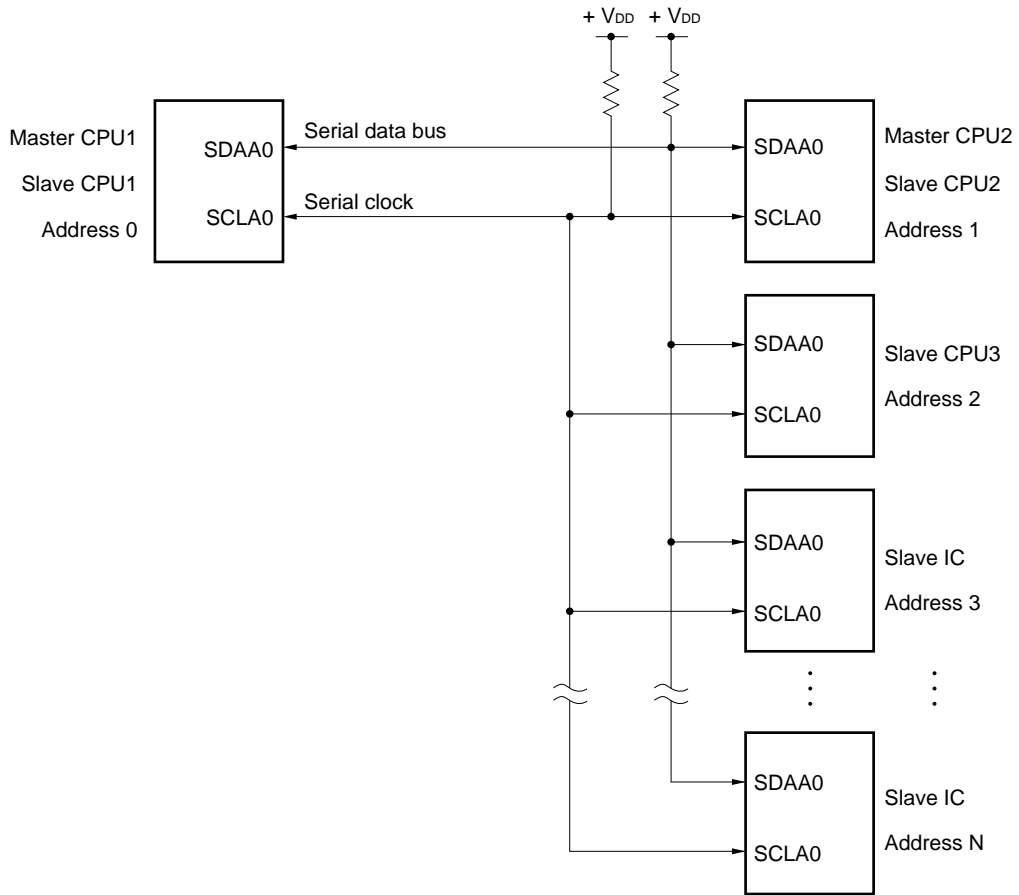 + VDD + VDD
Master CPU1
Slave CPU1
Address 0
SDAA0
SCLA0
Serial data bus
Serial clock
SDAA0
SCLA0
Master CPU2
Slave CPU2
Address 1
SDAA0
SCLA0
Slave CPU3
Address 2
SDAA0
SCLA0
Slave IC
Address 3
SDAA0
SCLA0
Slave IC
Address N